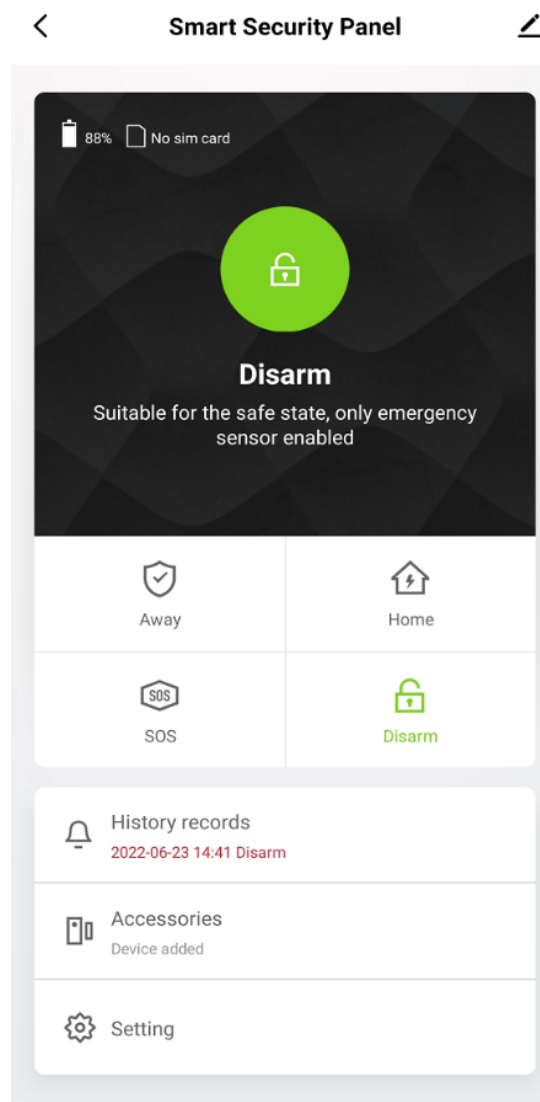 Smart Security Panel
88% No sim card
Disarm
Suitable for the safe state, only emergency
sensor enabled
Away
Home
SOS
SOS
Disarm
History records
2022-06-23 14:41 Disarm
Accessories
Device added
Setting